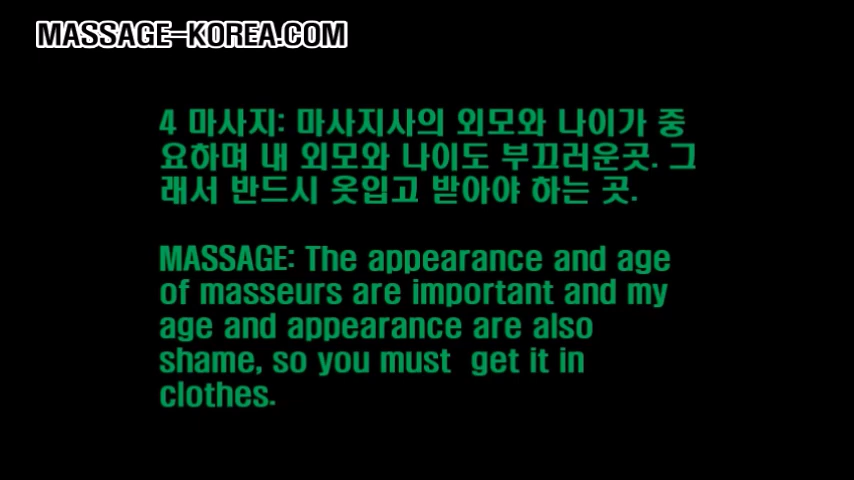 MASSAGE-KOREA.COM
4 마사지: 마사지사의 외모와 나이가 중
요하며 내 외모와 나이도 부끄러운곳. 그
래서 반드시 옷입고 받아야 하는 곳.
MASSAGE: The appearance and age
of masseurs are important and my
age and appearance are also
shame, so you must  get it in
clothes.